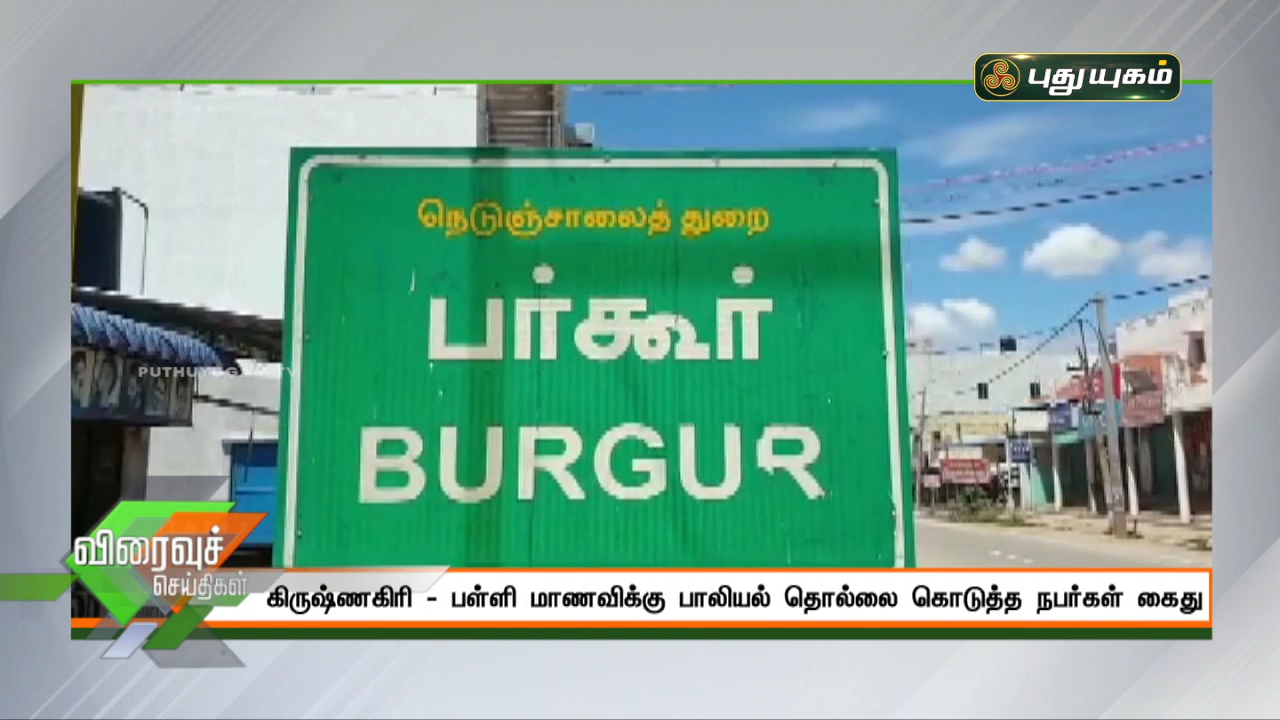 புதுயுகம்
நெடுஞ்சாலைத் துறை
பர்கூர்
BURGUR
விரைவுச்
செய்திகள்
கிருஷ்ணகிரி - பள்ளி மாணவிக்கு பாலியல் தொல்லை கொடுத்த நபர்கள் கைது